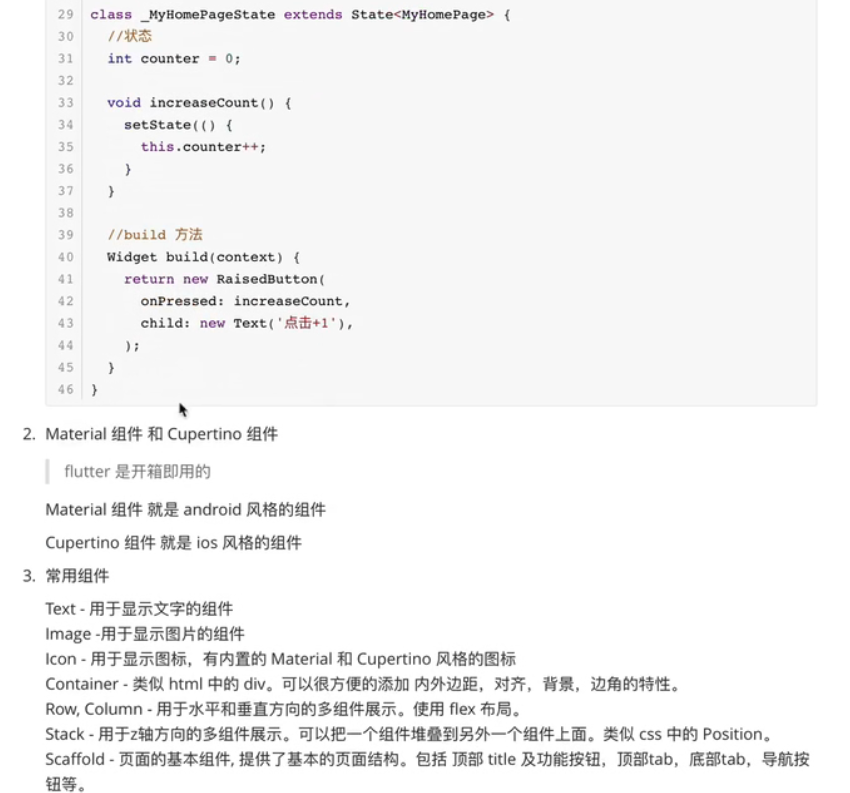 29 class _MyHomePageState extends State<MyHomePage> {
30 //状态
31 int counter = 0;
32
33 void increaseCount() {
34 setState(() {
35 this.counter++;
36 }
37 }
38
39 //build 方法
40 Widget build(context) {
41 return new RaisedButton(
42 onPressed: increaseCount,
43 child: new Text('点击+1'),
44 );
45 }
46 }
2. Material 组件 和 Cupertino 组件
flutter 是开箱即用的
Material 组件 就是 android 风格的组件
Cupertino 组件 就是 ios 风格的组件
3. 常用组件
Text - 用于显示文字的组件
Image -用于显示图片的组件
Icon - 用于显示图标，有内置的 Material 和 Cupertino 风格的图标
Container - 类似 html 中的 div。可以很方便的添加 内外边距，对齐，背景，边角的特性。
Row, Column - 用于水平和垂直方向的多组件展示。使用 flex 布局。
Stack - 用于z轴方向的多组件展示。可以把一个组件堆叠到另外一个组件上面。类似 css 中的 Position。
Scaffold - 页面的基本组件, 提供了基本的页面结构。包括 顶部 title 及功能按钮，顶部tab，底部tab，导航按
钮等。